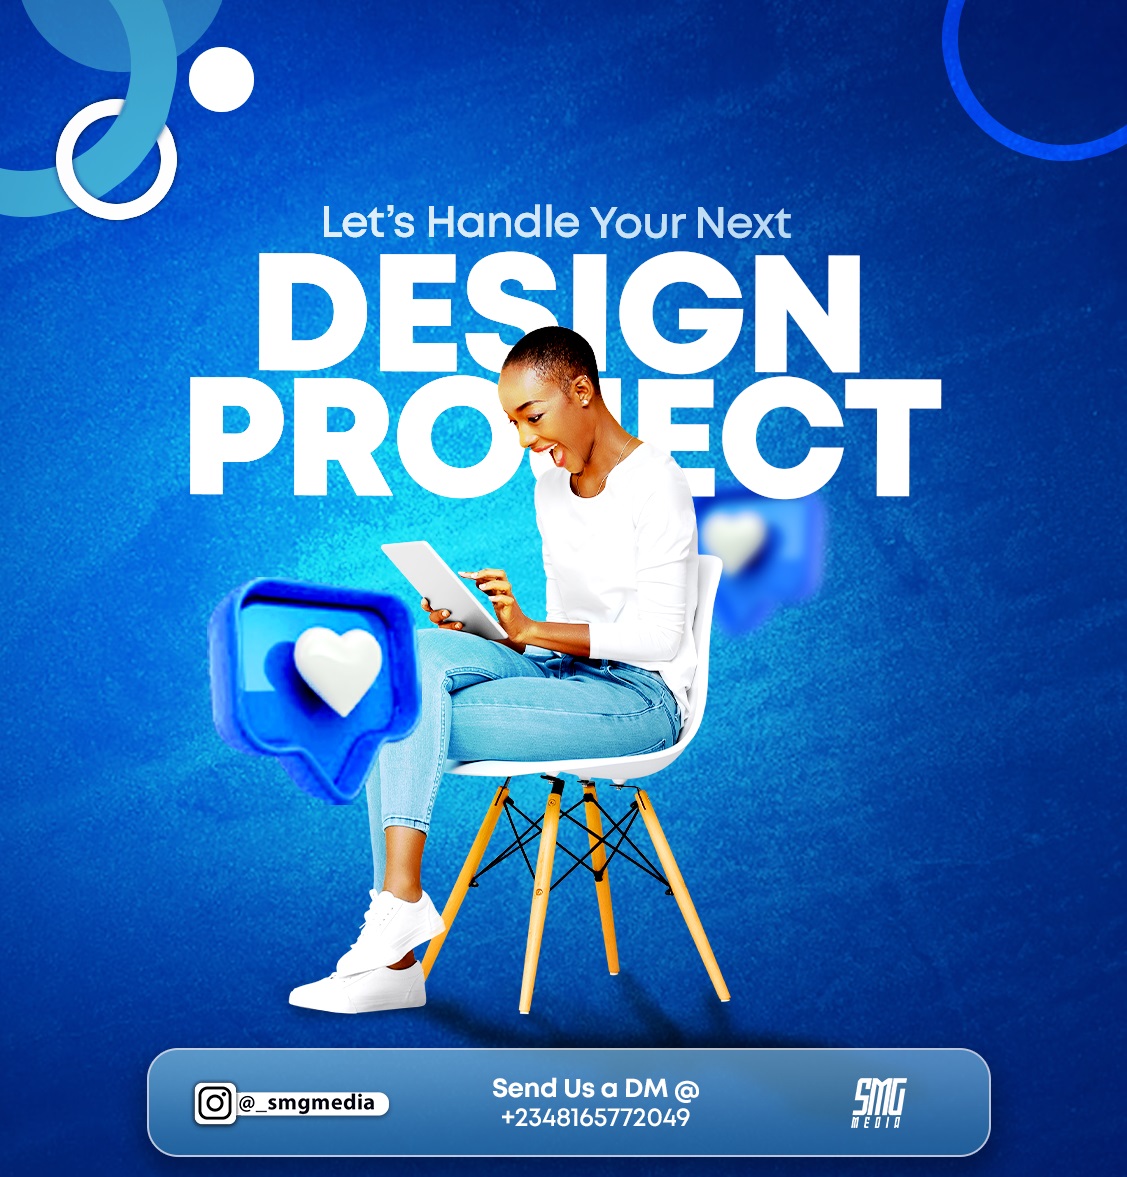 Let's Handle Your Next
DESIGN
PROJECT
@_smgmedia
Send Us a DM @
+2348165772049
SMG
MEDIA